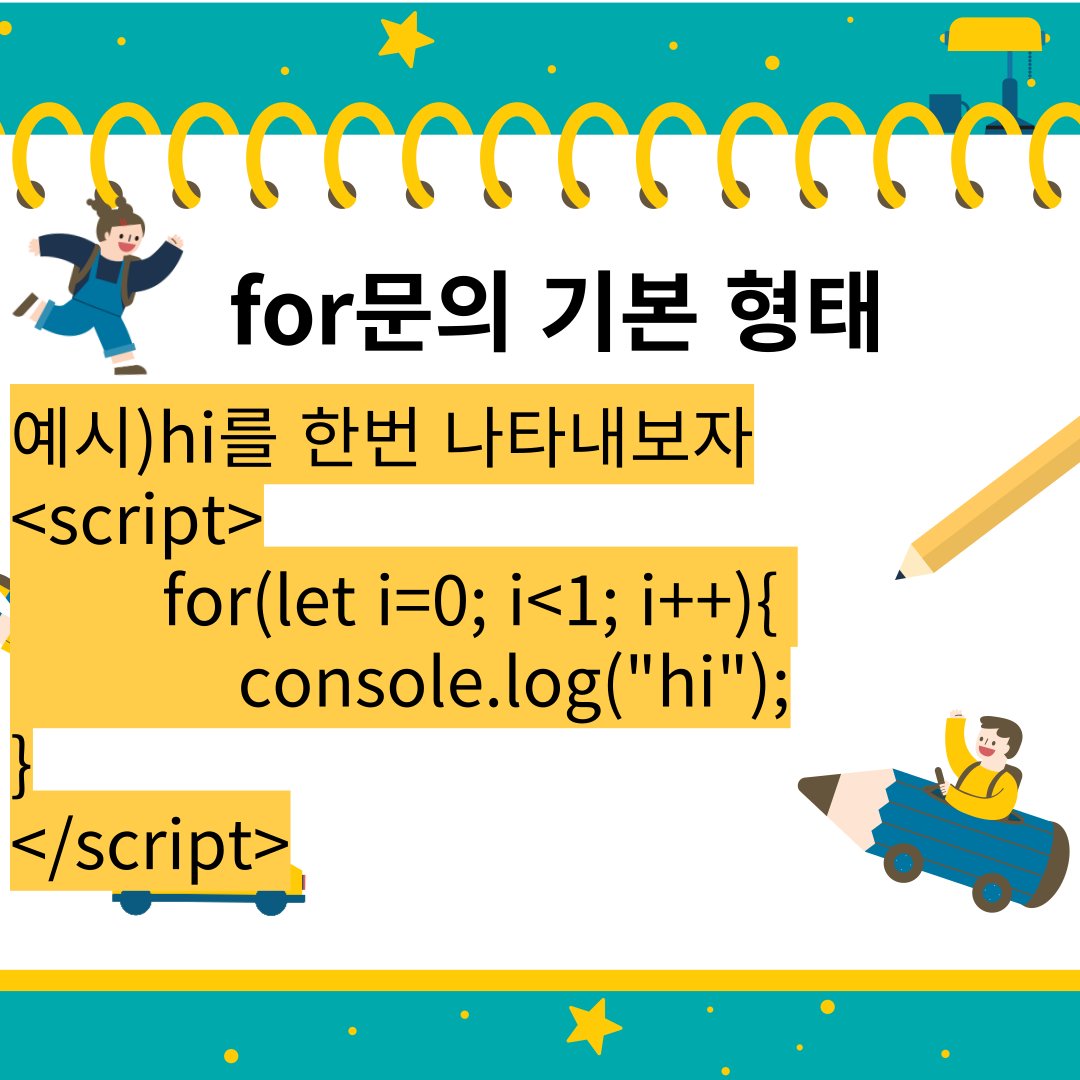 for문의 기본 형태
예시)hi를 한번 나타내보자
<script>
for(let i=0; i<1; i++){
console.log("hi");
}
</script>